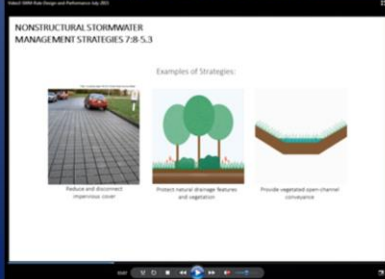 NONSTRUCTURAL STORMWATER
MANAGEMENT STRATEGIES 7:8-5.3
Examples of Strategies:
Reduce and disconnect
impervious cover
Protect natural drainage features
and vegetation
Provide vegetated open-channel
conveyance